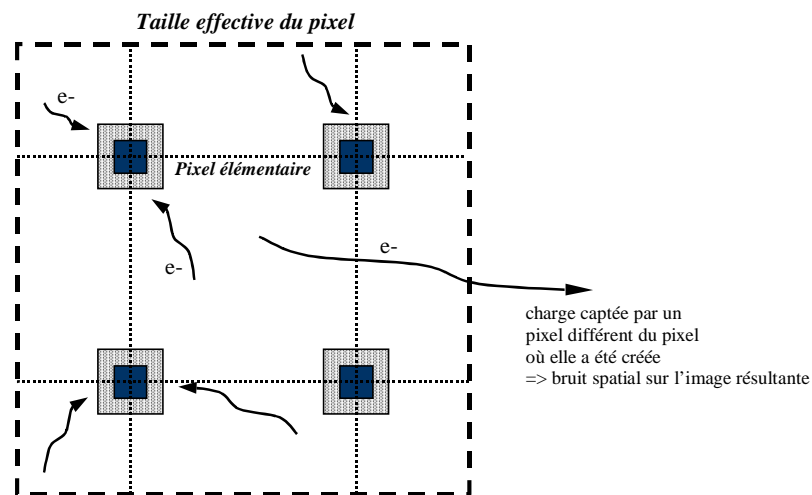 Taille effective du pixel
e-
Pixel élémentaire
e-
e-
charge captée par un
pixel différent du pixel
où elle a été créée
=> bruit spatial sur l'image résultante